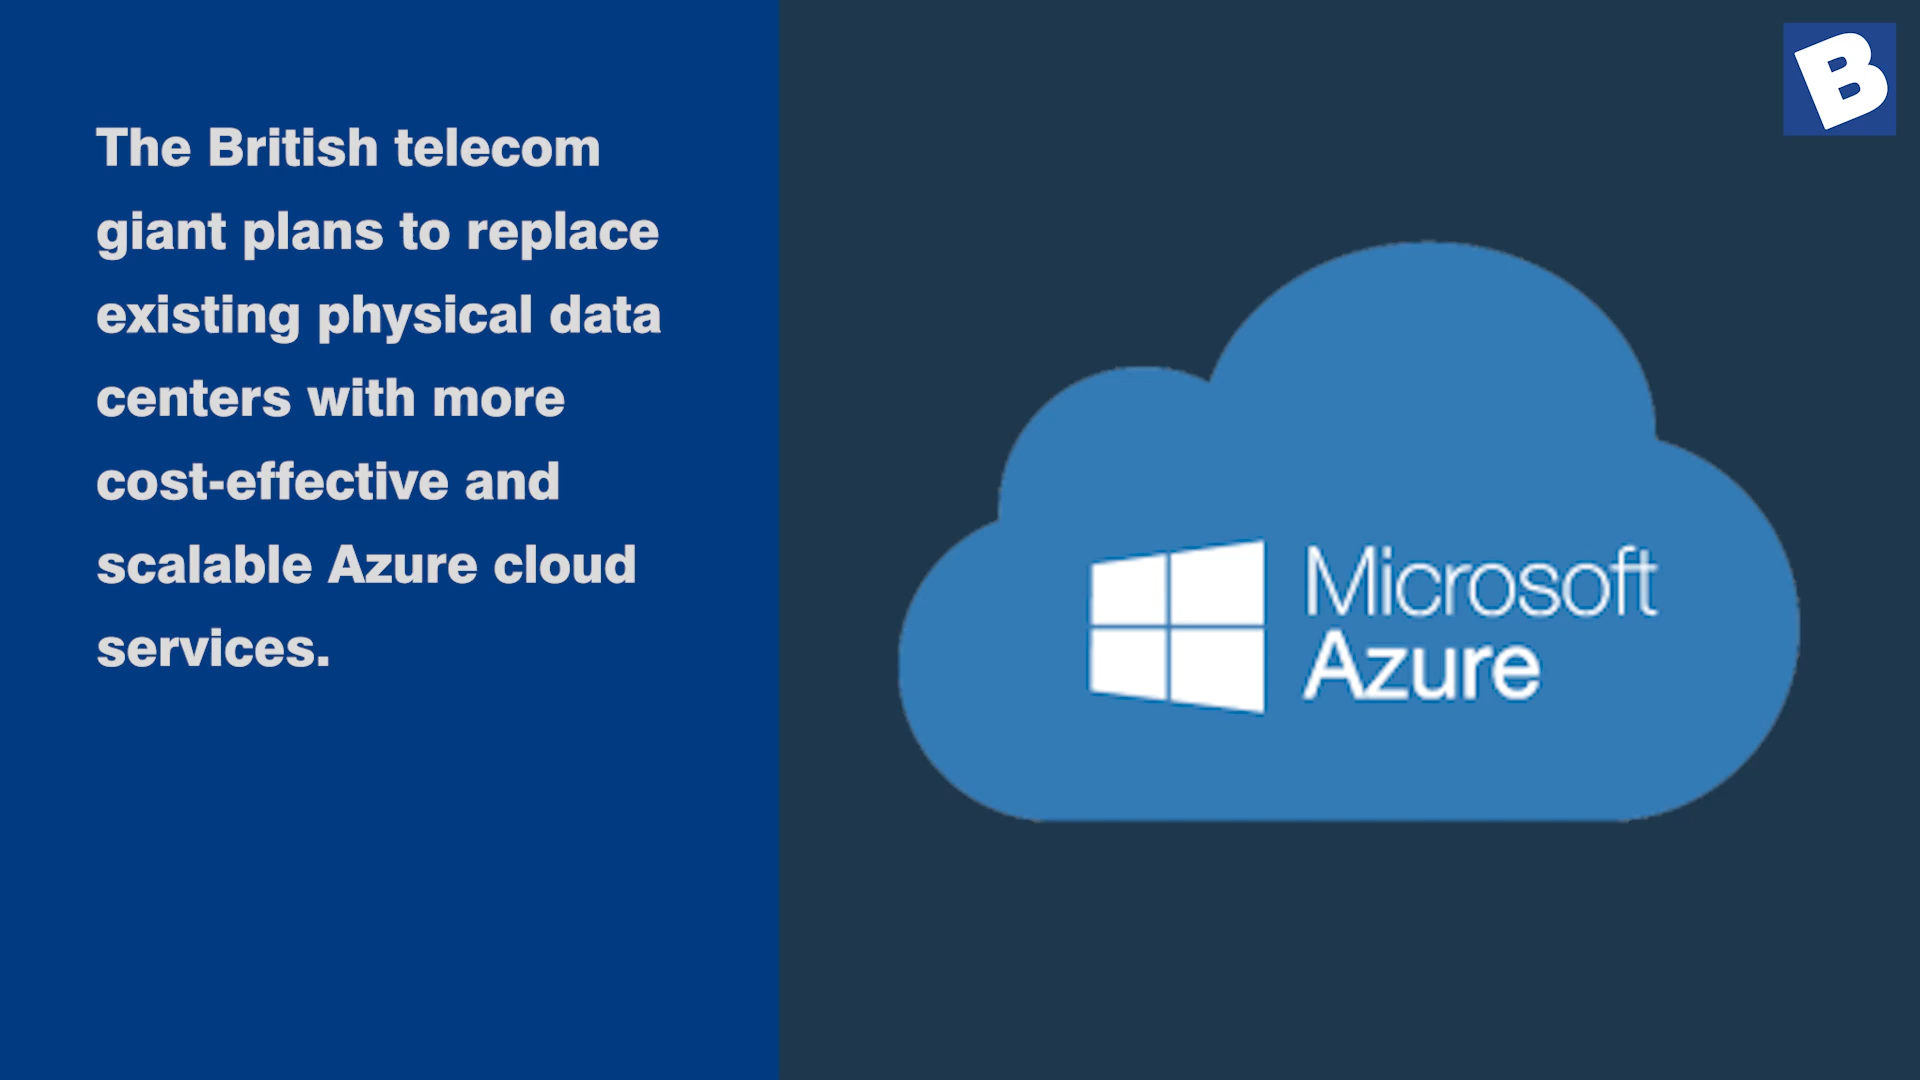 The British telecom
giant plans to replace
existing physical data
centers with more
cost-effective and
scalable Azure cloud
services.
B
Microsoft
Azure